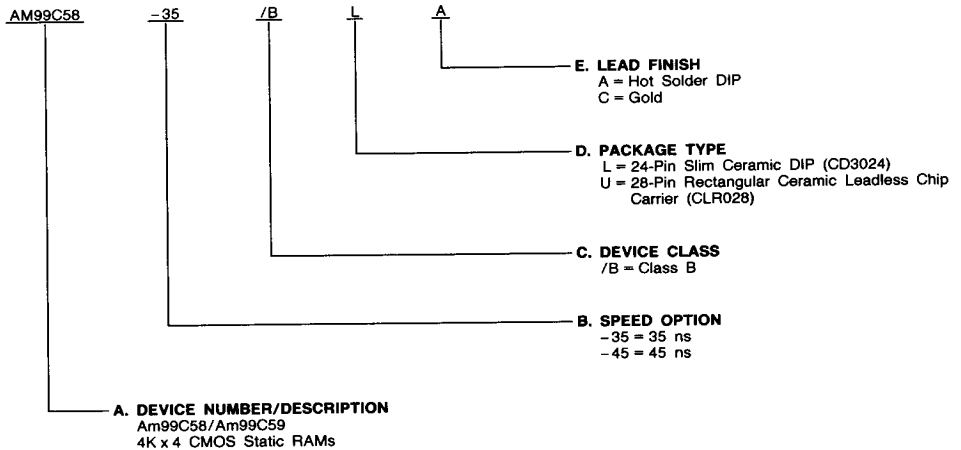 AM99C58 -35 /B L A
E. LEAD FINISH
A = Hot Solder DIP
C = Gold
D. PACKAGE TYPE
L = 24-Pin Slim Ceramic DIP (CD3024)
U = 28-Pin Rectangular Ceramic Leadless Chip
Carrier (CLR028)
C. DEVICE CLASS
/B = Class B
B. SPEED OPTION
-35 = 35 ns
-45 = 45 ns
A. DEVICE NUMBER/DESCRIPTION
Am99C58/Am99C59
4K x 4 CMOS Static RAMs